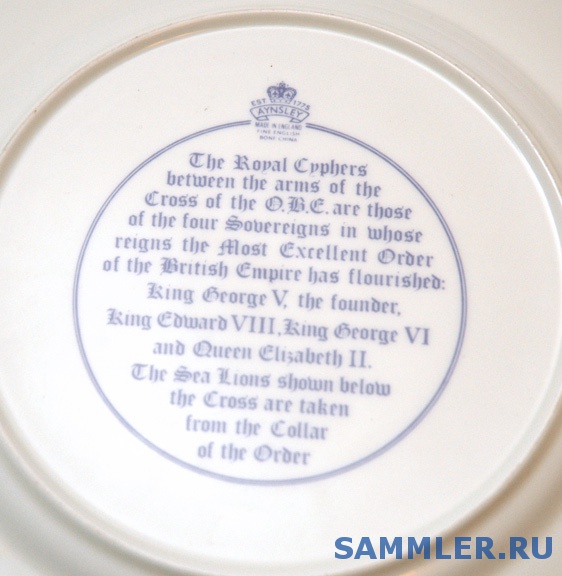 EST 1775
AYNSLEY
MADE IN ENGLAND
FINE ENGLISH
BONE CHINA
The Royal Cyphers
between the arms of the
Cross of the O.B.E. are those
of the four Sovereigns in whose
reigns the Most Excellent Order
of the British Empire has flourished:
King George V, the founder,
King Edward VIII, King George VI
and Queen Elizabeth II.
The Sea Lions shown below
the Cross are taken
from the Collar
of the Order
SAMMLER.RU